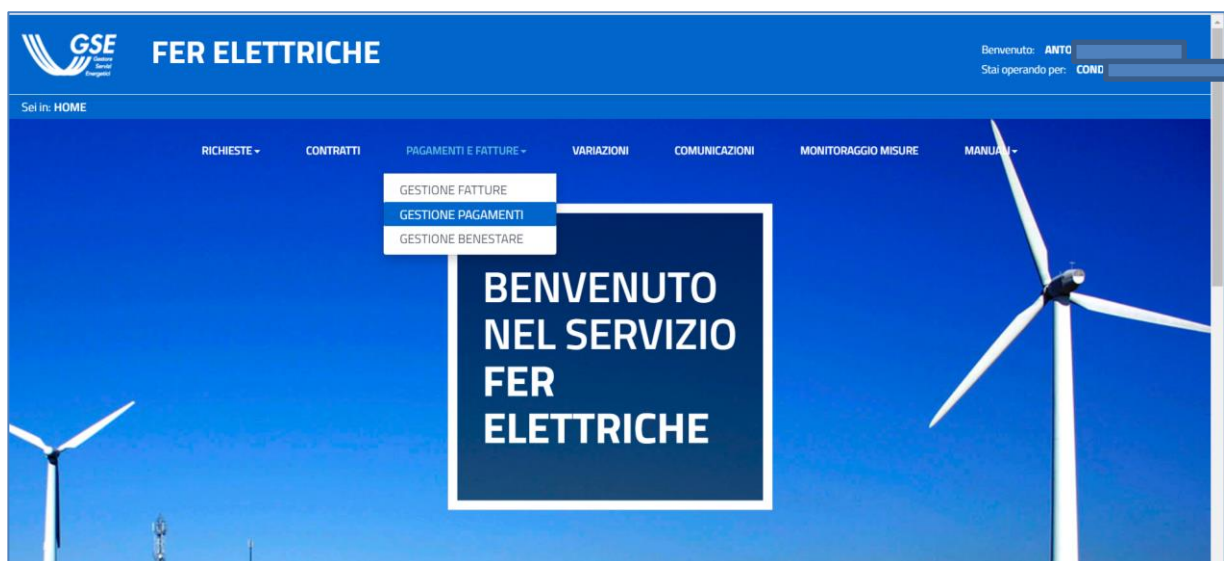 GSE
Gestore
Servizi
Energetici
FER ELETTRICHE
Benvenuto: ANTO
Stai operando per: COND
Sei in: HOME
RICHIESTE CONTRATTI PAGAMENTI E FATTURE VARIAZIONI COMUNICAZIONI MONITORAGGIO MISURE MANUALI
GESTIONE FATTURE
GESTIONE PAGAMENTI
GESTIONE BENESTARE
BENVENUTO
NEL SERVIZIO
FER
ELETTRICHE